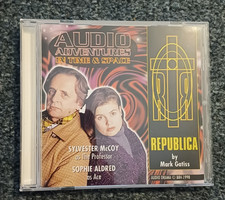 AUDIO
ADVENTURES
IN TIME & SPACE
SYLVESTER McCOY
as The Professor
SOPHIE ALDRED
as Ace
REPUBLICA
by
Mark Gatiss